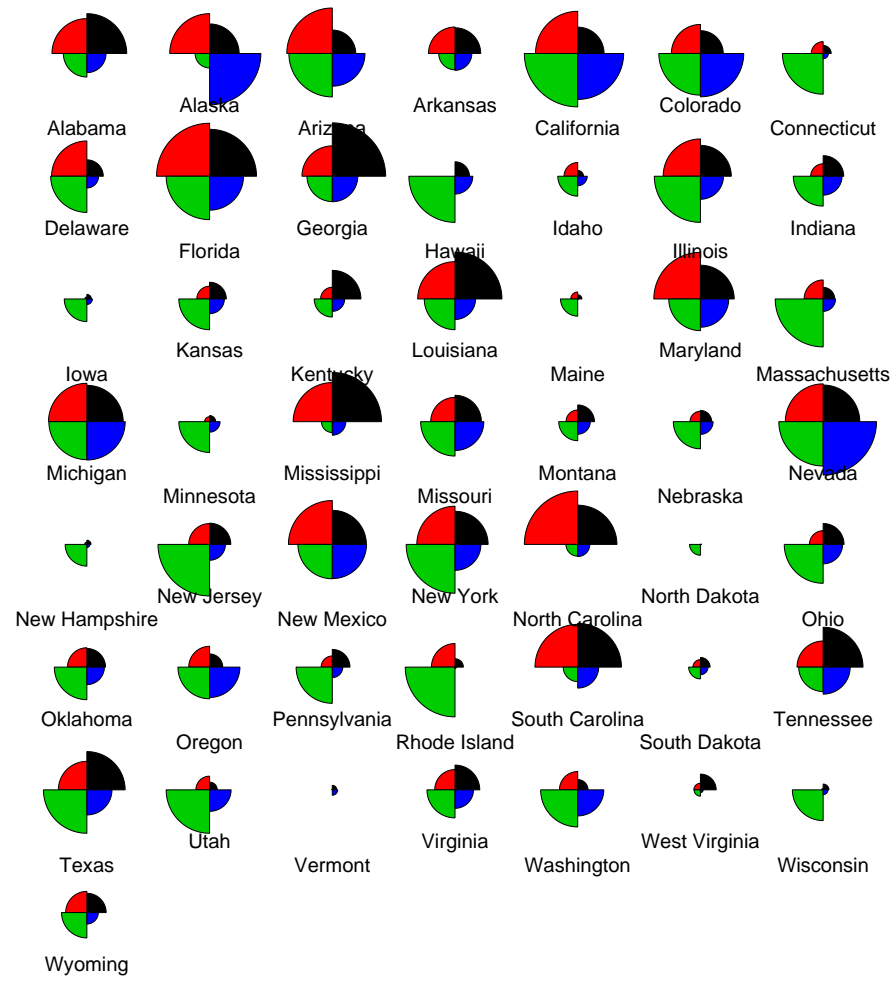 Alabama
Alaska
Arizona
Arkansas
California
Colorado
Connecticut
Delaware
Florida
Georgia
Hawaii
Idaho
Illinois
Indiana
Iowa
Kansas
Kentucky
Louisiana
Maine
Maryland
Massachusetts
Michigan
Minnesota
Mississippi
Missouri
Montana
Nebraska
Nevada
New Hampshire
New Jersey
New Mexico
New York
North Carolina
North Dakota
Ohio
Oklahoma
Oregon
Pennsylvania
Rhode Island
South Carolina
South Dakota
Tennessee
Texas
Utah
Vermont
Virginia
Washington
West Virginia
Wisconsin
Wyoming